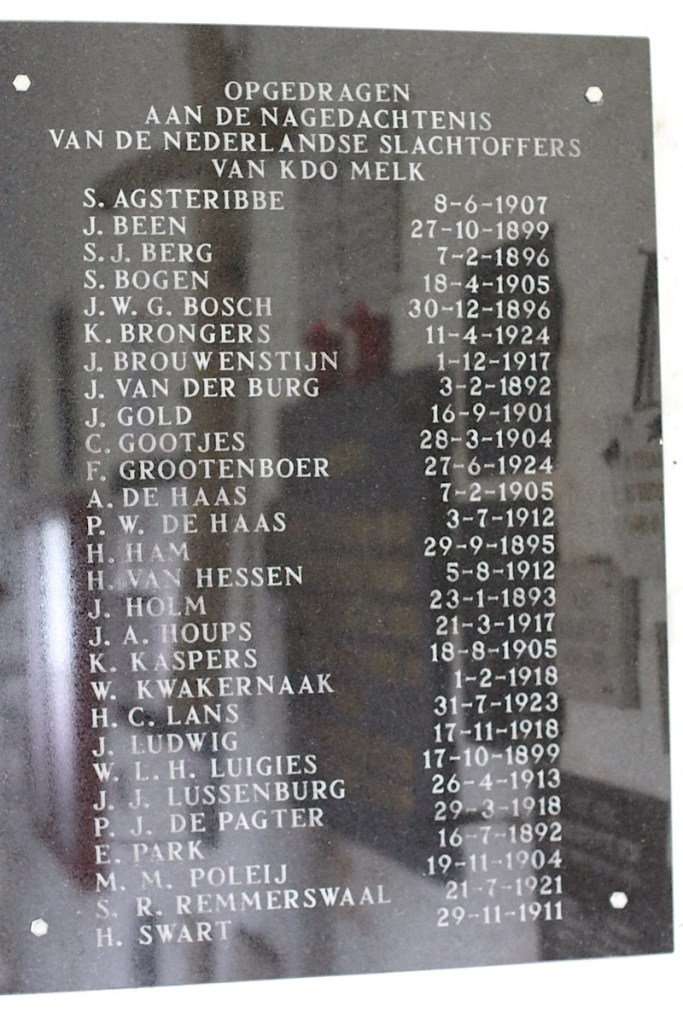 OPGEDRAGEN
AAN DE NAGEDACHTENIS
VAN DE NEDERLANDSE SLACHTOFFERS
VAN KDO MELK
S. AGSTERIBBE 8-6-1907
J. BEEN 27-10-1899
S.J. BERG 7-2-1896
S. BOGEN 18-4-1905
J.W.G. BOSCH 30-12-1896
K. BRONGERS 11-4-1924
J. BROUWENSTIJN 1-12-1917
J. VAN DER BURG 3-2-1892
J. GOLD 16-9-1901
C. GOOTJES 28-3-1904
F. GROOTENBOER 27-6-1924
A. DE HAAS 7-2-1905
P. W. DE HAAS 3-7-1912
H. HAM 29-9-1895
H. VAN HESSEN 5-8-1912
J. HOLM 23-1-1893
J. A. HOUPS 21-3-1917
K. KASPERS 18-8-1905
W. KWAKERNAAK 1-2-1918
H. C. LANS 31-7-1923
J. LUDWIG 17-11-1918
W. L. H. LUIGIES 17-10-1899
J. J. LUSSENBURG 26-4-1913
P. J. DE PAGTER 29-3-1918
E. PARK 16-7-1892
M. M. POLEIJ 19-11-1904
S. R. REMMERSWAAL 21-7-1921
H. SWART 29-11-1911